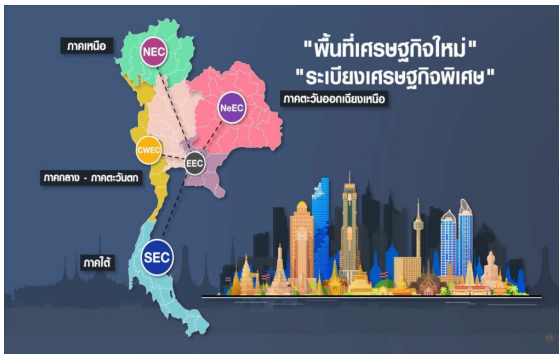 "พื้นที่เศรษฐกิจใหม่"
"ระเบียงเศรษฐกิจพิเศษ"
ภาคเหนือ
NEC
ภาคตะวันออกเฉียงเหนือ
NeEC
CWEC
EEC
ภาคกลาง - ภาคตะวันตก
ภาคใต้
SEC